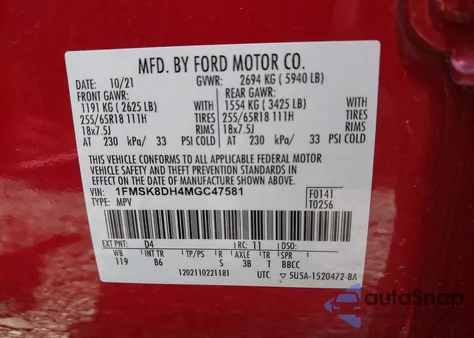 MFD. BY FORD MOTOR CO.
DATE: 10/21 GVWR: 2694 KG ( 5940 LB)
FRONT GAWR: REAR GAWR:
1191 KG ( 2625 LB) WITH 1554 KG ( 3425 LB) WITH
255/65R18 111H TIRES 255/65R18 111H TIRES
18x7.5J RIMS 18x7.5J RIMS
AT 230 kPa/ 33 PSI COLD AT 230 kPa/ 33 PSI COLD
THIS VEHICLE CONFORMS TO ALL APPLICABLE FEDERAL MOTOR
VEHICLE SAFETY AND THEFT PREVENTION STANDARDS IN EFFECT ON
THE DATE OF MANUFACTURE SHOWN ABOVE.
VIN: 1FMSK8DH4MGC47581 F0141
TYPE: MPV T0256
EXT PNT: D4 RC: 11 DSO:
WB INT TR TP/PS R AXLE TR SPR
119 86 S 3B T BBCC
1202110221181 UTC ▽ 5U5A-1520472-BA
autoSnap